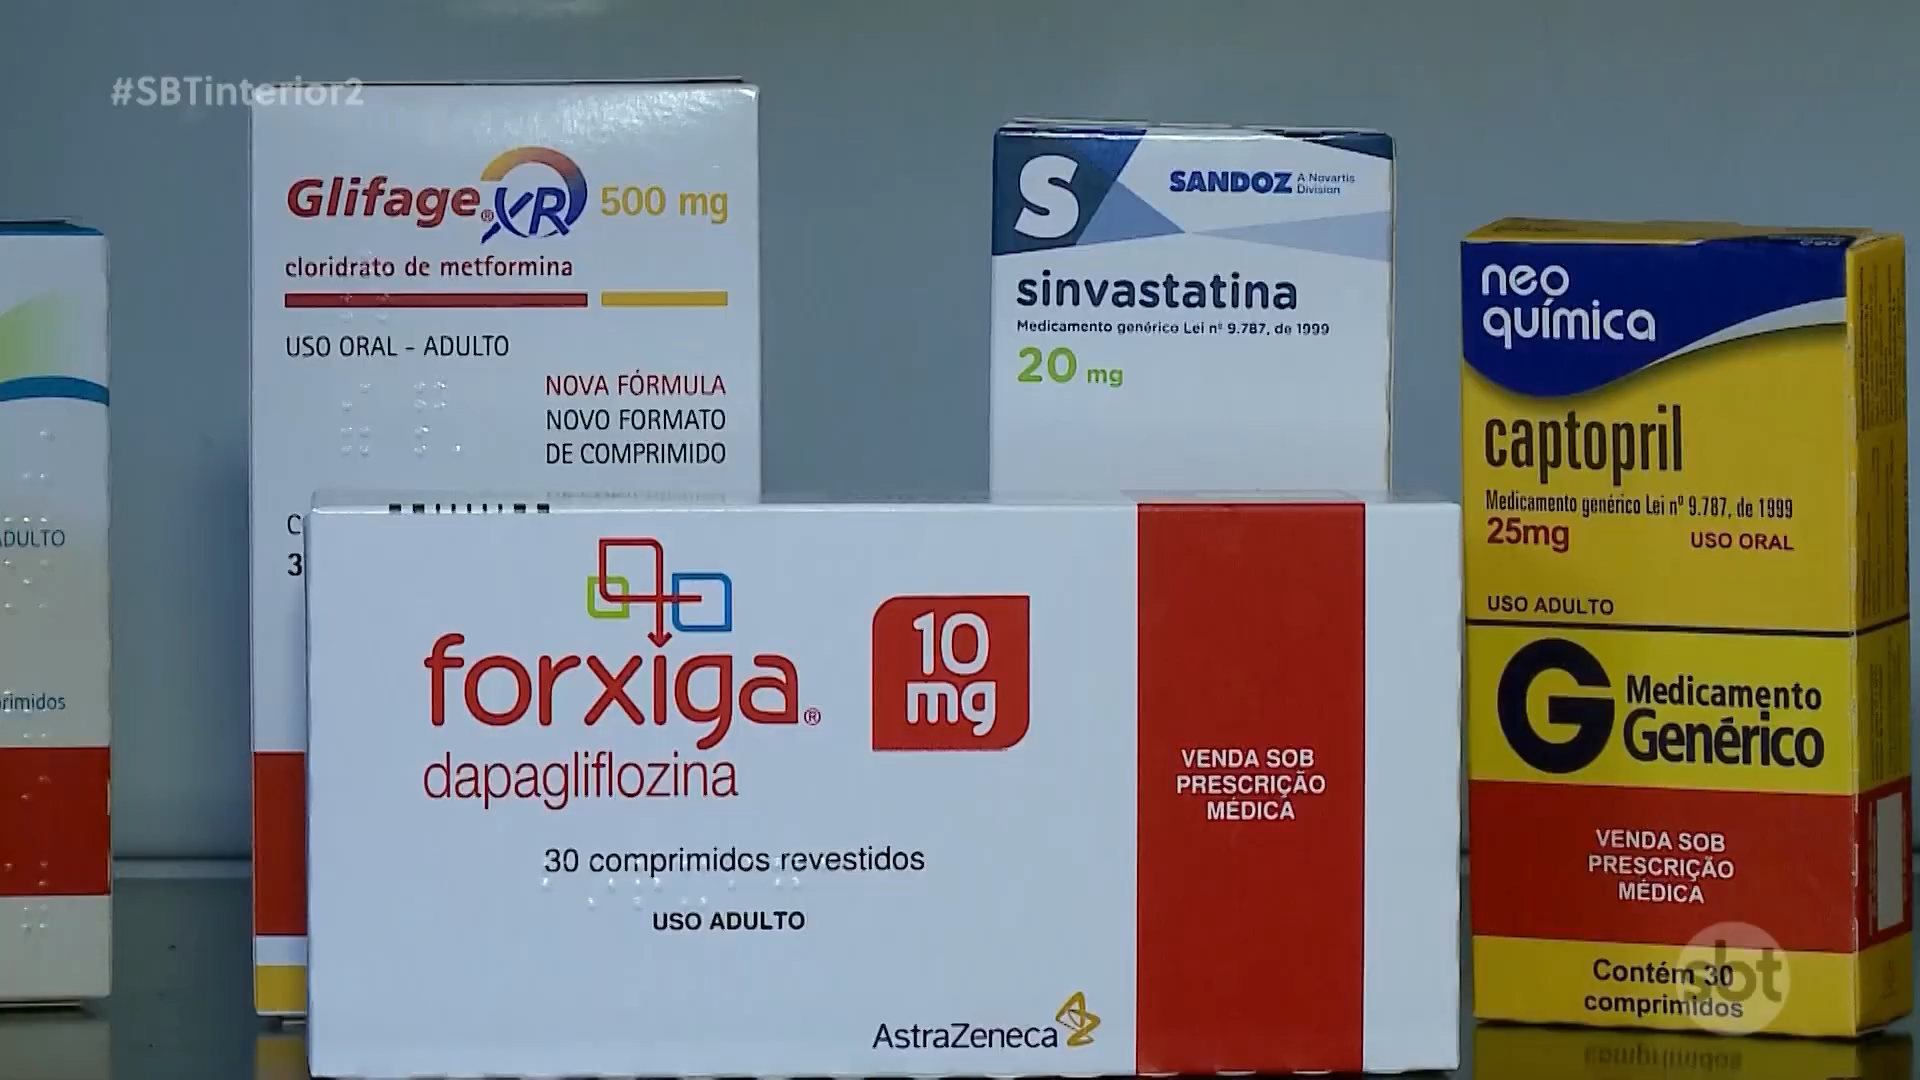 #SBTinterior2
ADULTO
Glifage® XR 500 mg
cloridrato de metformina
USO ORAL - ADULTO
NOVA FÓRMULA
NOVO FORMATO
DE COMPRIMIDO
S
SANDOZ A Novartis
Division
sinvastatina
Medicamento genérico Lei nº 9.787, de 1999
20 mg
forxiga®
10
mg
dapagliflozina
30 comprimidos revestidos
USO ADULTO
AstraZeneca
VENDA SOB
PRESCRIÇÃO
MÉDICA
neo
química
captopril
Medicamento genérico Lei nº 9.787, de 1999
25mg USO ORAL
USO ADULTO
G Medicamento
Genérico
VENDA SOB
PRESCRIÇÃO
MÉDICA
Contém 30
comprimidos
sbt